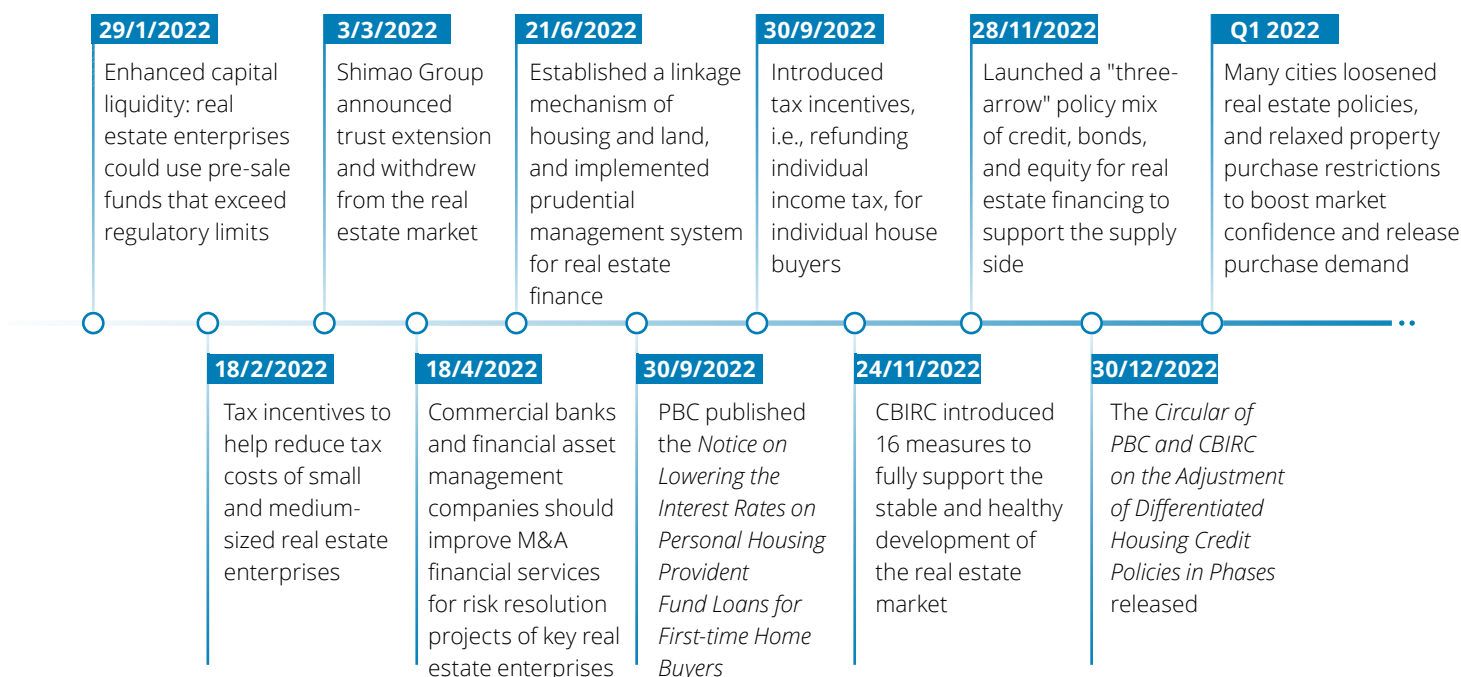 29/1/2022
Enhanced capital
liquidity: real
estate enterprises
could use pre-sale
funds that exceed
regulatory limits
3/3/2022
Shimao Group
announced
trust extension
and withdrew
from the real
estate market
21/6/2022
Established a linkage
mechanism of
housing and land,
and implemented
prudential
management system
for real estate
finance
30/9/2022
Introduced
tax incentives,
i.e., refunding
individual
income tax, for
individual house
buyers
28/11/2022
Launched a "three-
arrow" policy mix
of credit, bonds,
and equity for real
estate financing to
support the supply
side
Q1 2022
Many cities loosened
real estate policies,
and relaxed property
purchase restrictions
to boost market
confidence and release
purchase demand
18/2/2022
Tax incentives to
help reduce tax
costs of small
and medium-
sized real estate
enterprises
18/4/2022
Commercial banks
and financial asset
management
companies should
improve M&A
financial services
for risk resolution
projects of key real
estate enterprises
30/9/2022
PBC published
the Notice on
Lowering the
Interest Rates on
Personal Housing
Provident
Fund Loans for
First-time Home
Buyers
24/11/2022
CBIRC introduced
16 measures to
fully support the
stable and healthy
development of
the real estate
market
30/12/2022
The Circular of
PBC and CBIRC
on the Adjustment
of Differentiated
Housing Credit
Policies in Phases
released